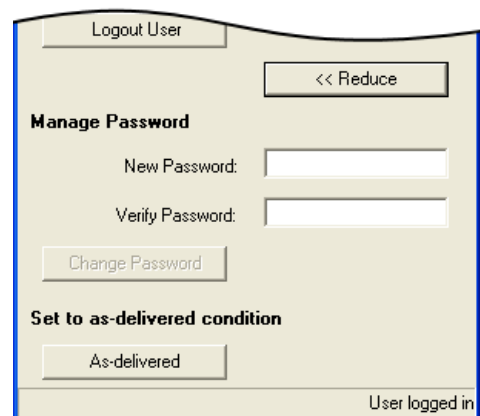 Logout User
<< Reduce
Manage Password
New Password:
Verify Password:
Change Password
Set to as-delivered condition
As-delivered
User logged in